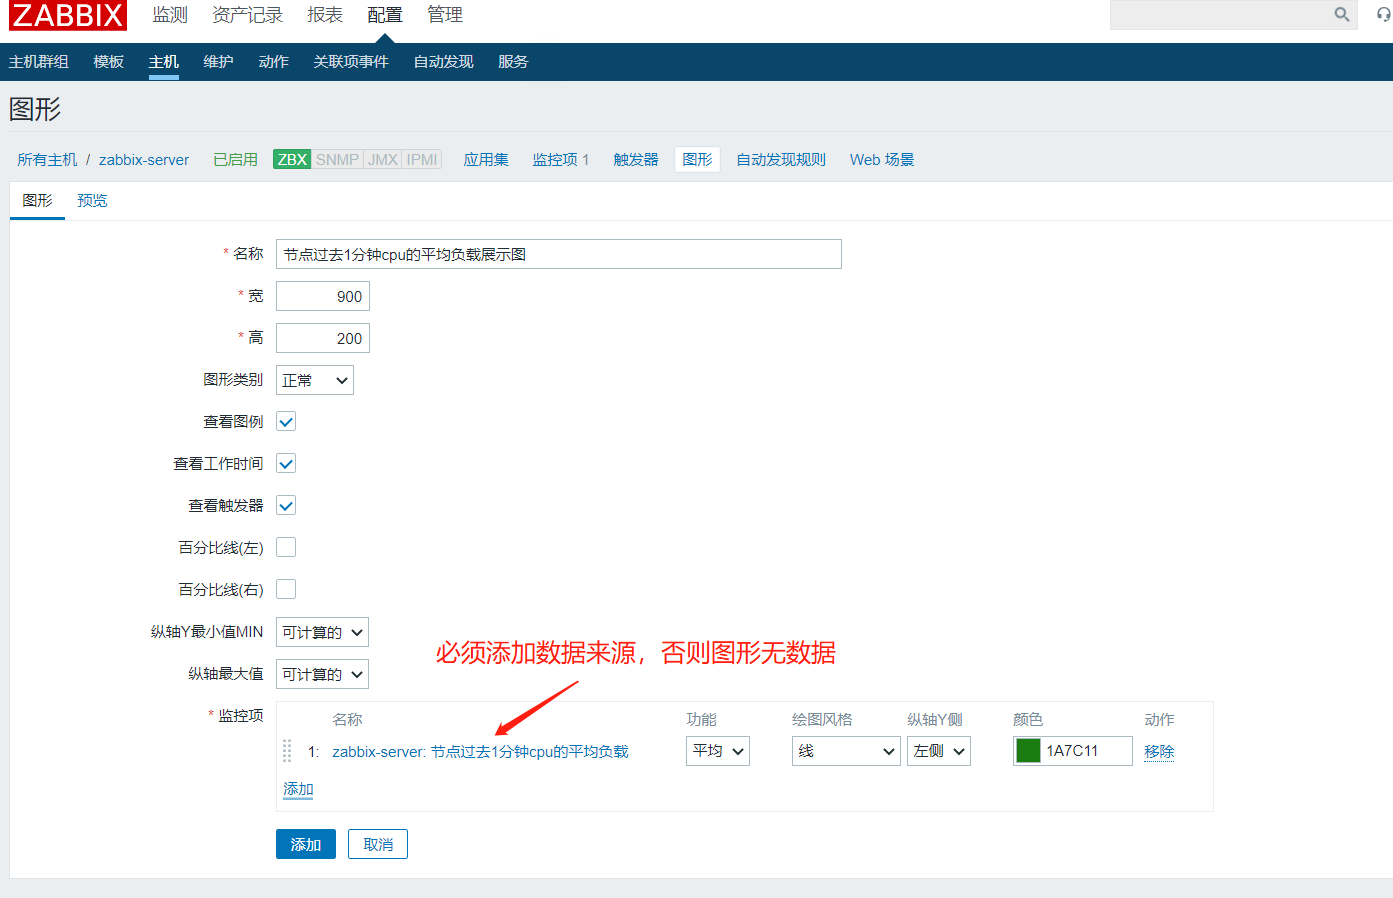 ZABBIX 监测 资产记录 报表 配置 管理
主机群组 模板 主机 维护 动作 关联项事件 自动发现 服务
图形
所有主机 / zabbix-server 已启用 ZBX SNMP JMX IPMI 应用集 监控项 1 触发器 图形 自动发现规则 Web 场景
图形 预览
* 名称 节点过去1分钟cpu的平均负载展示图
* 宽 900
* 高 200
图形类别 正常
查看图例
查看工作时间
查看触发器
百分比线(左)
百分比线(右)
纵轴Y最小值MIN 可计算的
必须添加数据来源，否则图形无数据
纵轴最大值 可计算的
* 监控项 名称 功能 绘图风格 纵轴Y侧 颜色 动作
1: zabbix-server: 节点过去1分钟cpu的平均负载 平均 线 左侧 1A7C11 移除
添加
添加 取消